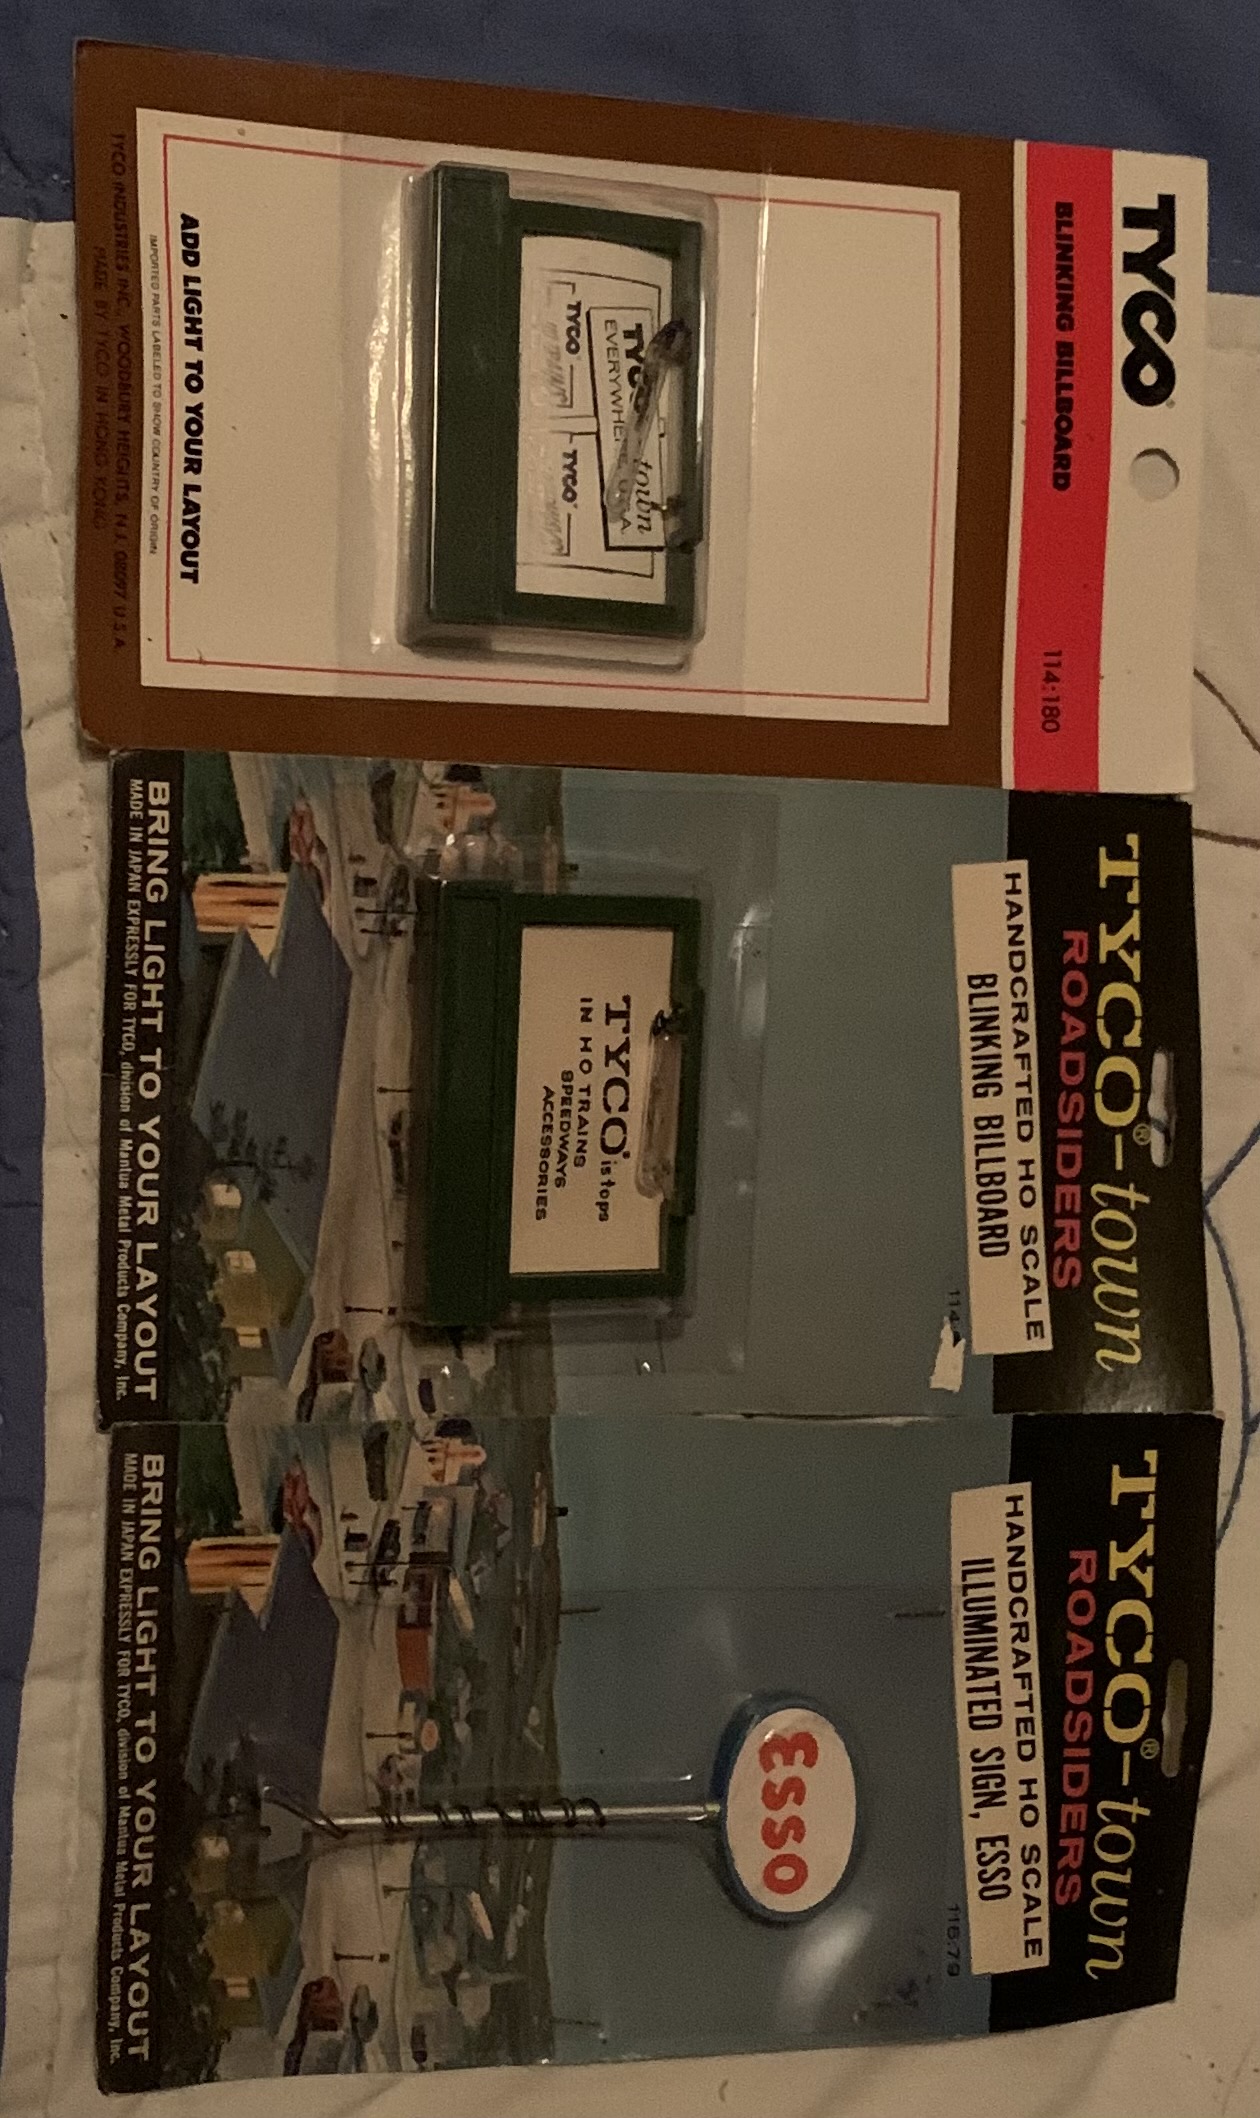 TYCO®
BLINKING BILLBOARD 114:180
TYCO
town
EVERYWHERE U.S.A.
TYCO
TYCO
ADD LIGHT TO YOUR LAYOUT
IMPORTED PARTS LABELED TO SHOW COUNTRY OF ORIGIN
TYCO INDUSTRIES INC., WOODBURY HEIGHTS, N.J. 08097 U.S.A.
MADE BY TYCO IN HONG KONG
TYCO®-town
ROADSIDERS
HANDCRAFTED HO SCALE
BLINKING BILLBOARD
114-A
TYCO® is tops
IN HO TRAINS
SPEEDWAYS
ACCESSORIES
BRING LIGHT TO YOUR LAYOUT
MADE IN JAPAN EXPRESSLY FOR TYCO, division of Mantua Metal Products Company, Inc.
TYCO®-town
ROADSIDERS
HANDCRAFTED HO SCALE
ILLUMINATED SIGN, ESSO
116:79
ESSO
BRING LIGHT TO YOUR LAYOUT
MADE IN JAPAN EXPRESSLY FOR TYCO, division of Mantua Metal Products Company, Inc.